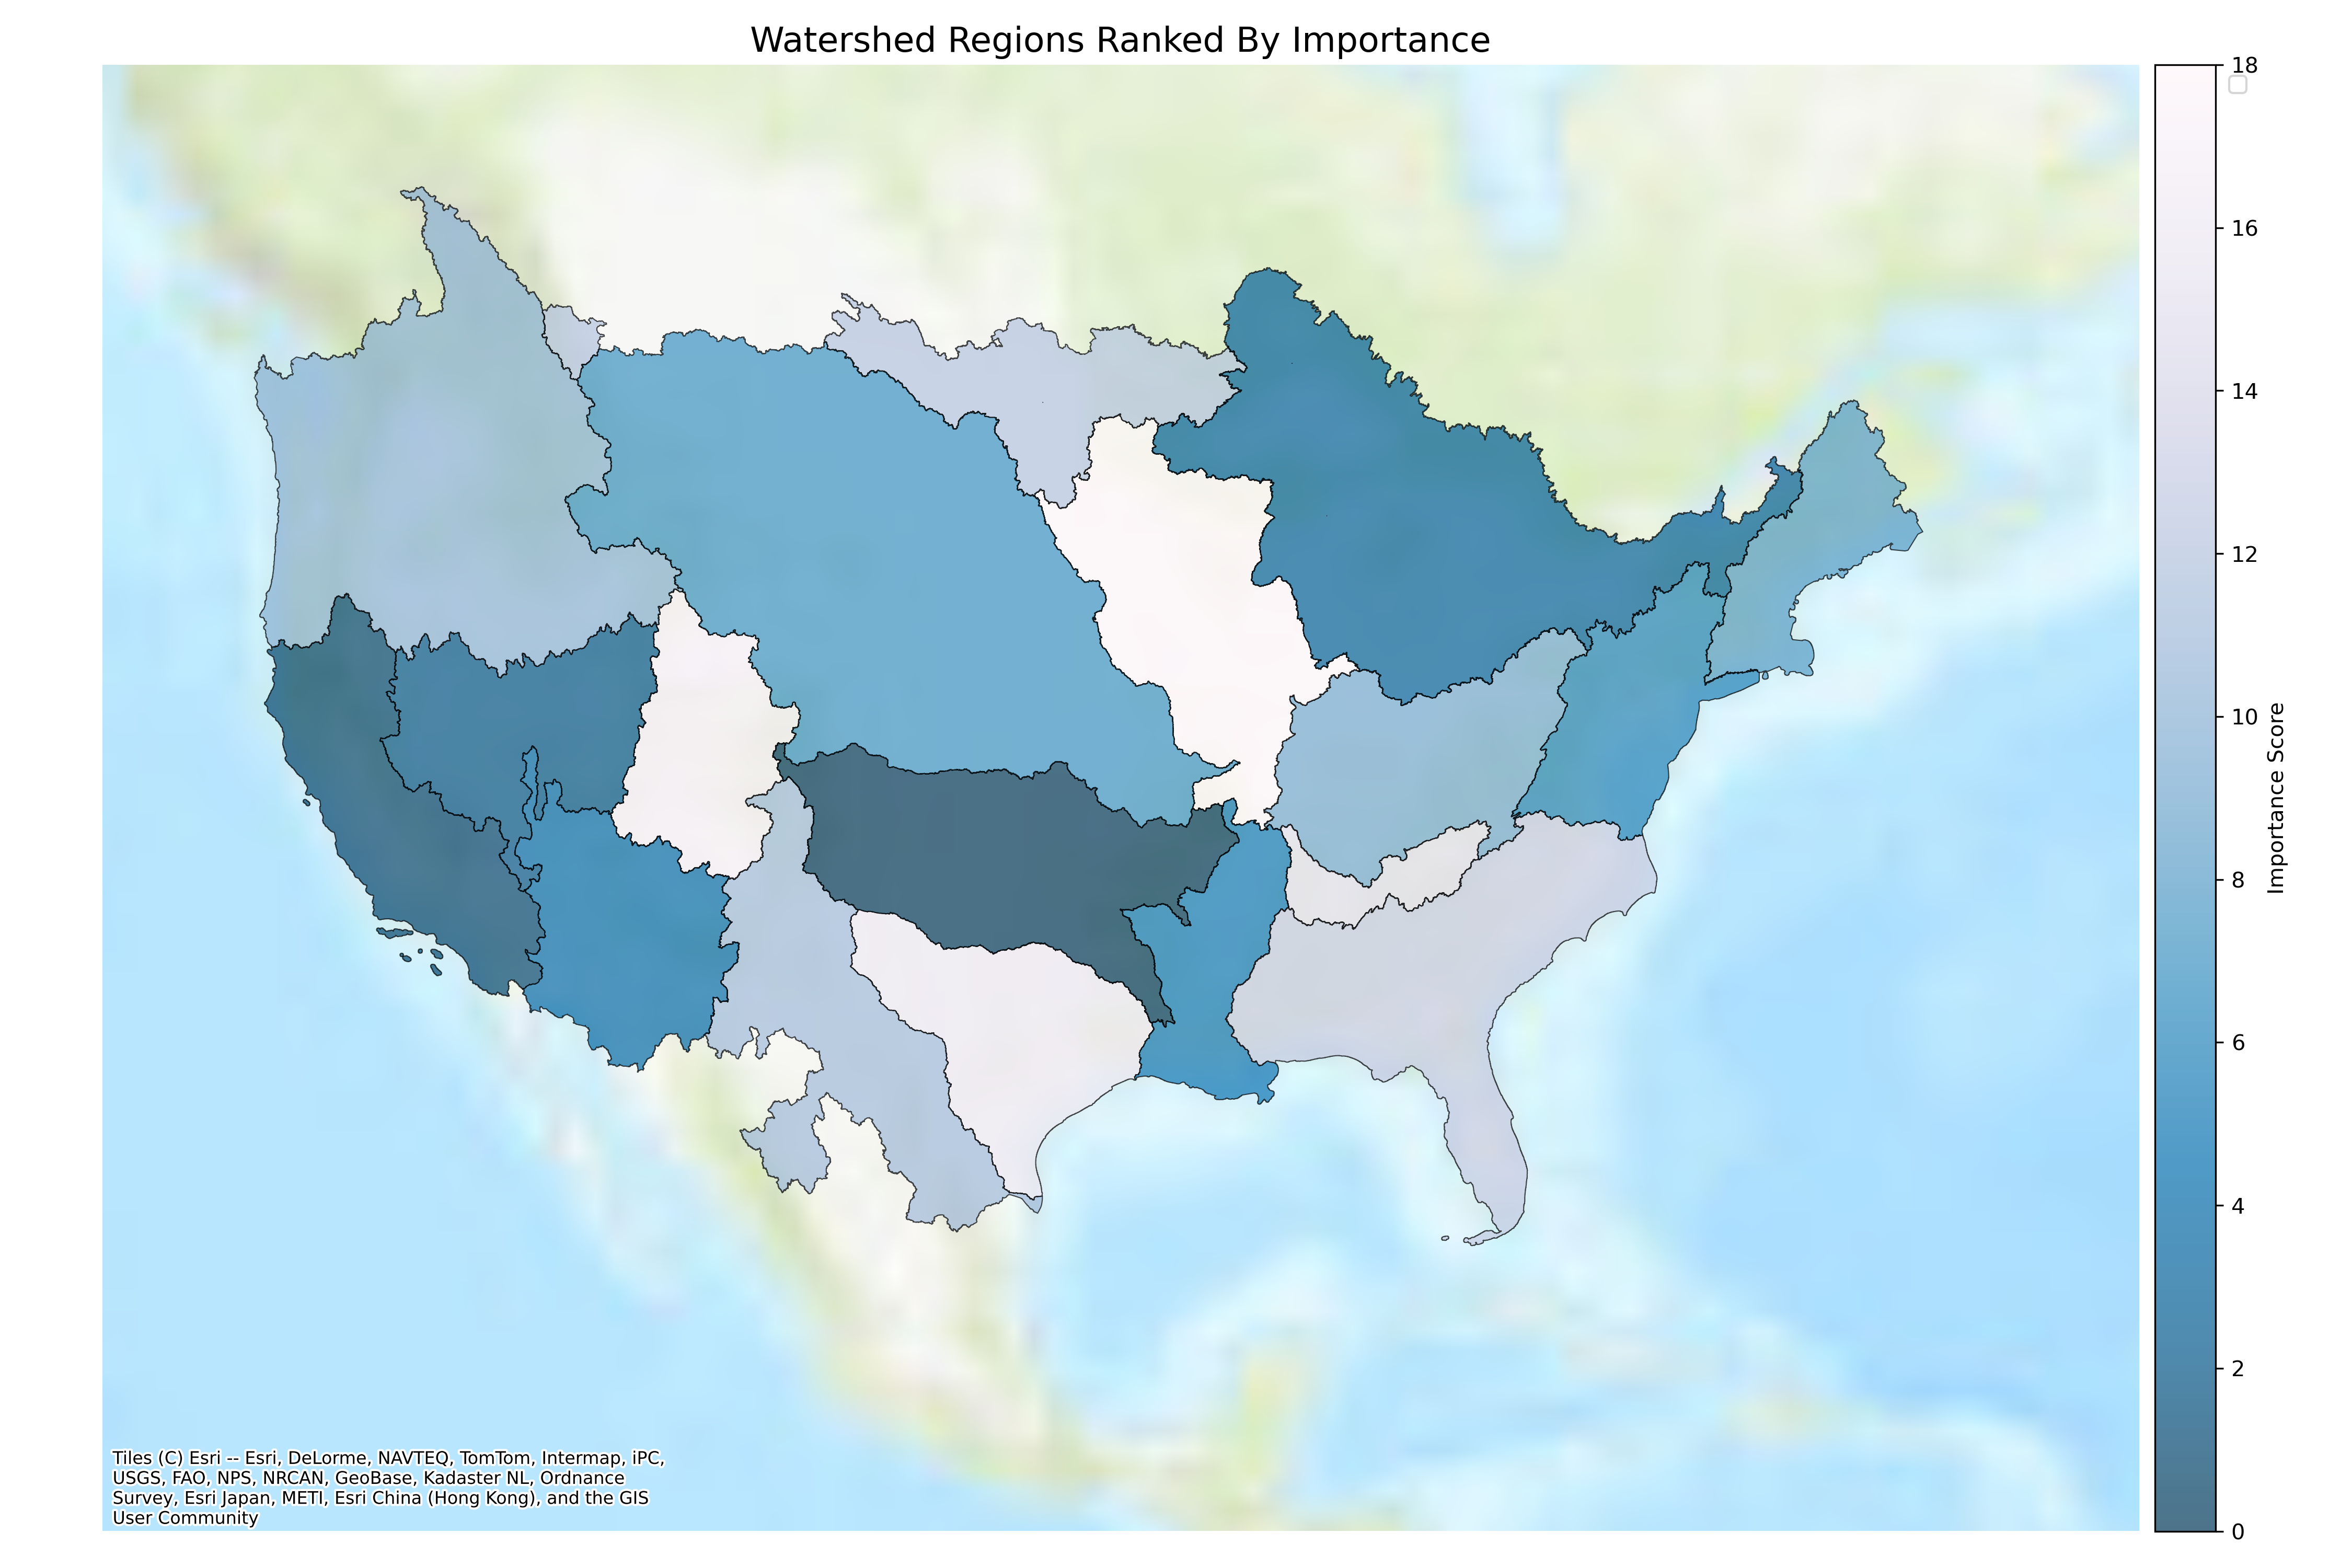 Watershed Regions Ranked By Importance
18
16
14
12
10
8
6
4
2
0
Importance Score
Tiles (C) Esri -- Esri, DeLorme, NAVTEQ, TomTom, Intermap, iPC,
USGS, FAO, NPS, NRCAN, GeoBase, Kadaster NL, Ordnance
Survey, Esri Japan, METI, Esri China (Hong Kong), and the GIS
User Community